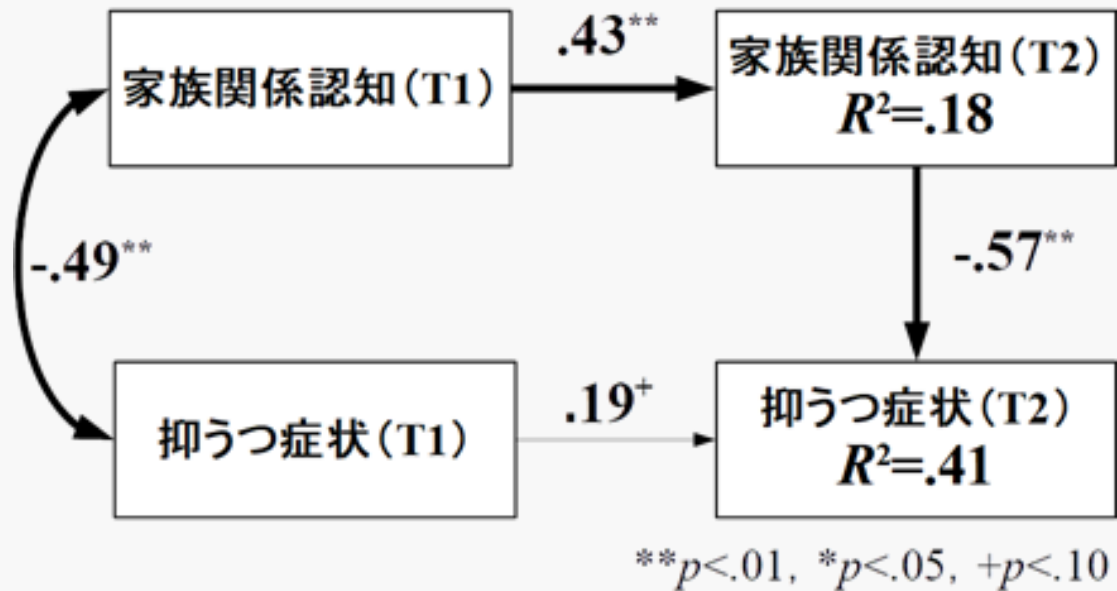 .43**
家族関係認知(T1)
家族関係認知(T2)
R²=.18
-.49**
-.57**
.19+
抑うつ症状(T1)
抑うつ症状(T2)
R²=.41
**p<.01, *p<.05, +p<.10